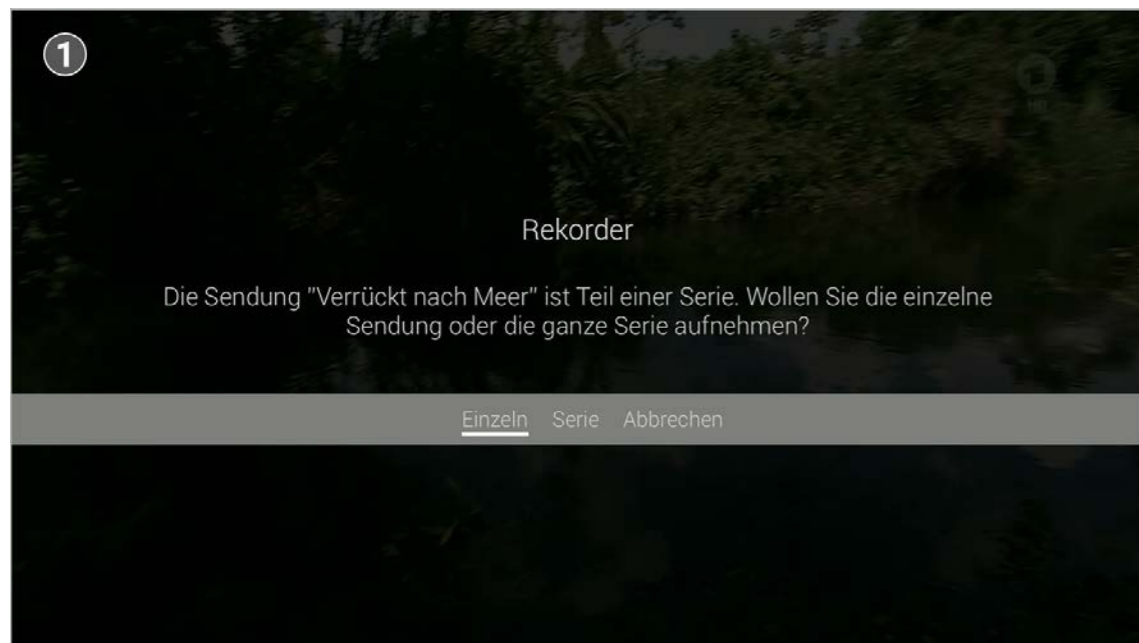 1
HD
Rekorder
Die Sendung "Verrückt nach Meer" ist Teil einer Serie. Wollen Sie die einzelne
Sendung oder die ganze Serie aufnehmen?
Einzeln Serie Abbrechen